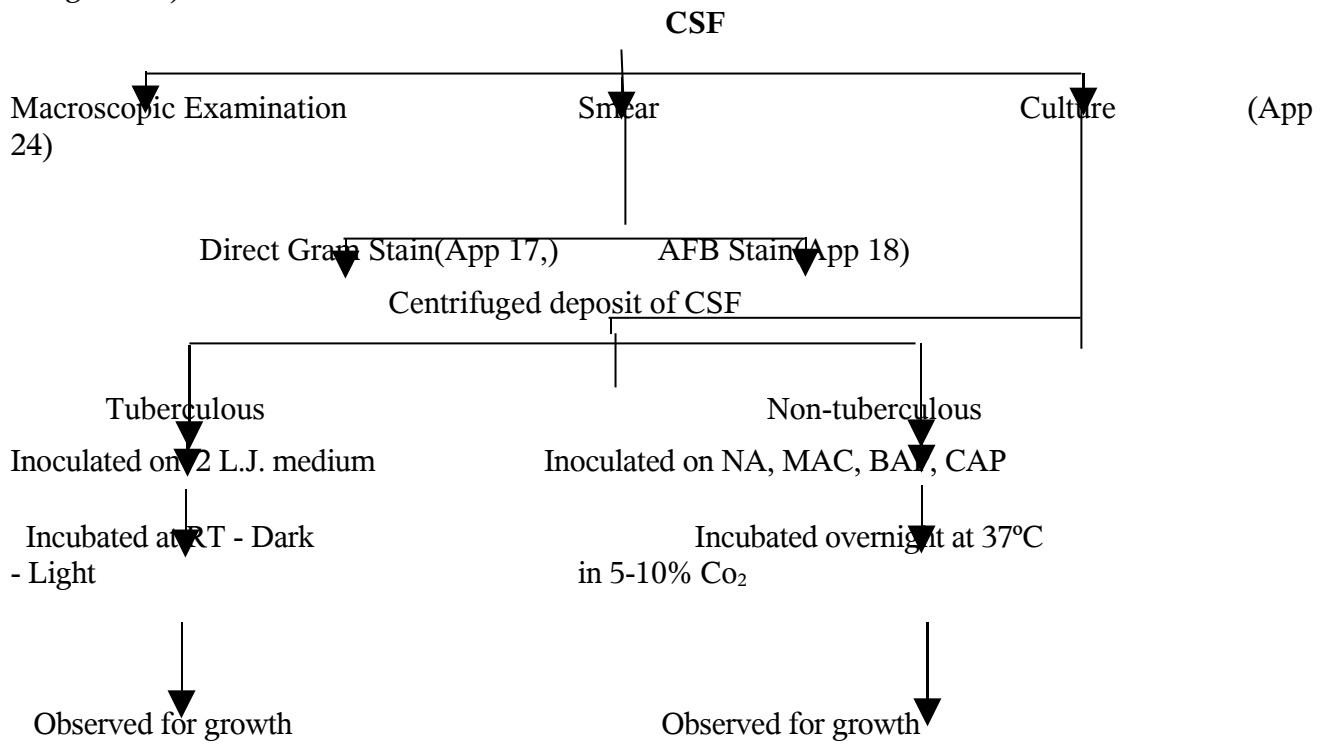 CSF
Macroscopic Examination Smear Culture (App
24)
Direct Gram Stain(App 17,) AFB Stain(App 18)
Centrifuged deposit of CSF
Tuberculous Non-tuberculous
Inoculated on 2 L.J. medium Inoculated on NA, MAC, BAP, CAP
Incubated at RT - Dark Incubated overnight at 37ºC
- Light in 5-10% Co₂
Observed for growth Observed for growth